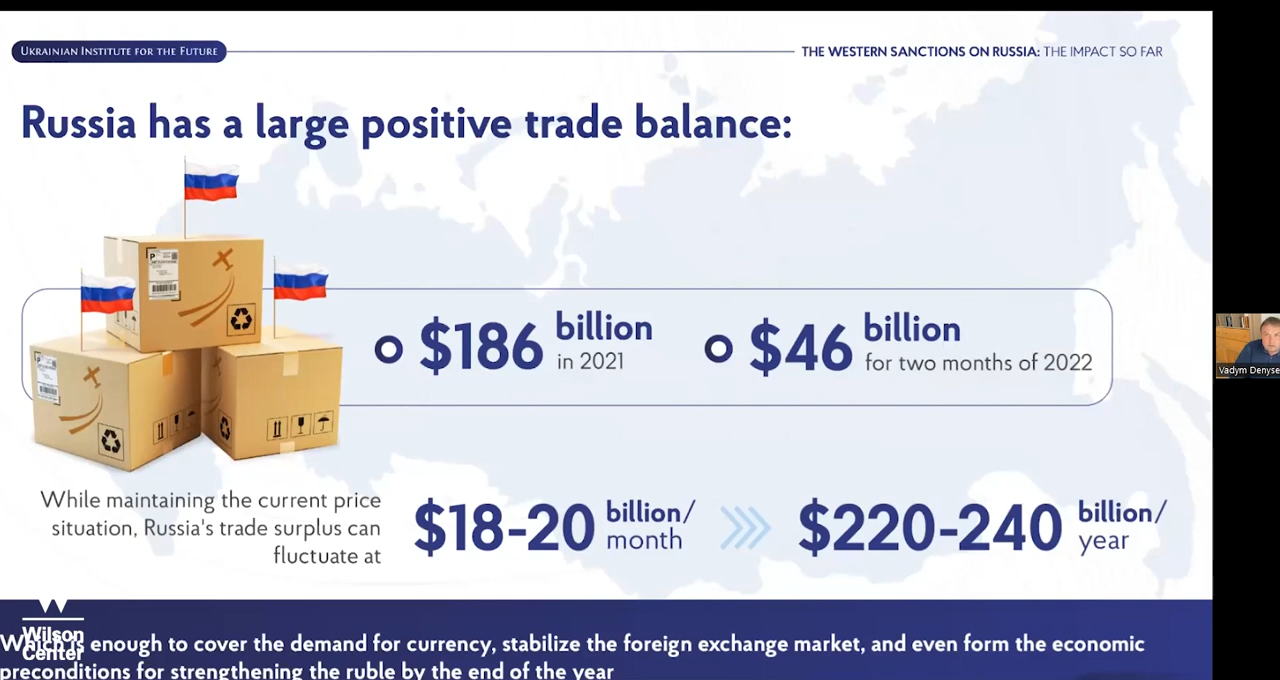 UKRAINIAN INSTITUTE FOR THE FUTURE
THE WESTERN SANCTIONS ON RUSSIA: THE IMPACT SO FAR
Russia has a large positive trade balance:
$186 billion
in 2021
$46 billion
for two months of 2022
While maintaining the current price
situation, Russia's trade surplus can
fluctuate at
$18-20 billion/
month
$220-240 billion/
year
Which is enough to cover the demand for currency, stabilize the foreign exchange market, and even form the economic
preconditions for strengthening the ruble by the end of the year
Wilson
Center
Vadym Denyse
P
P